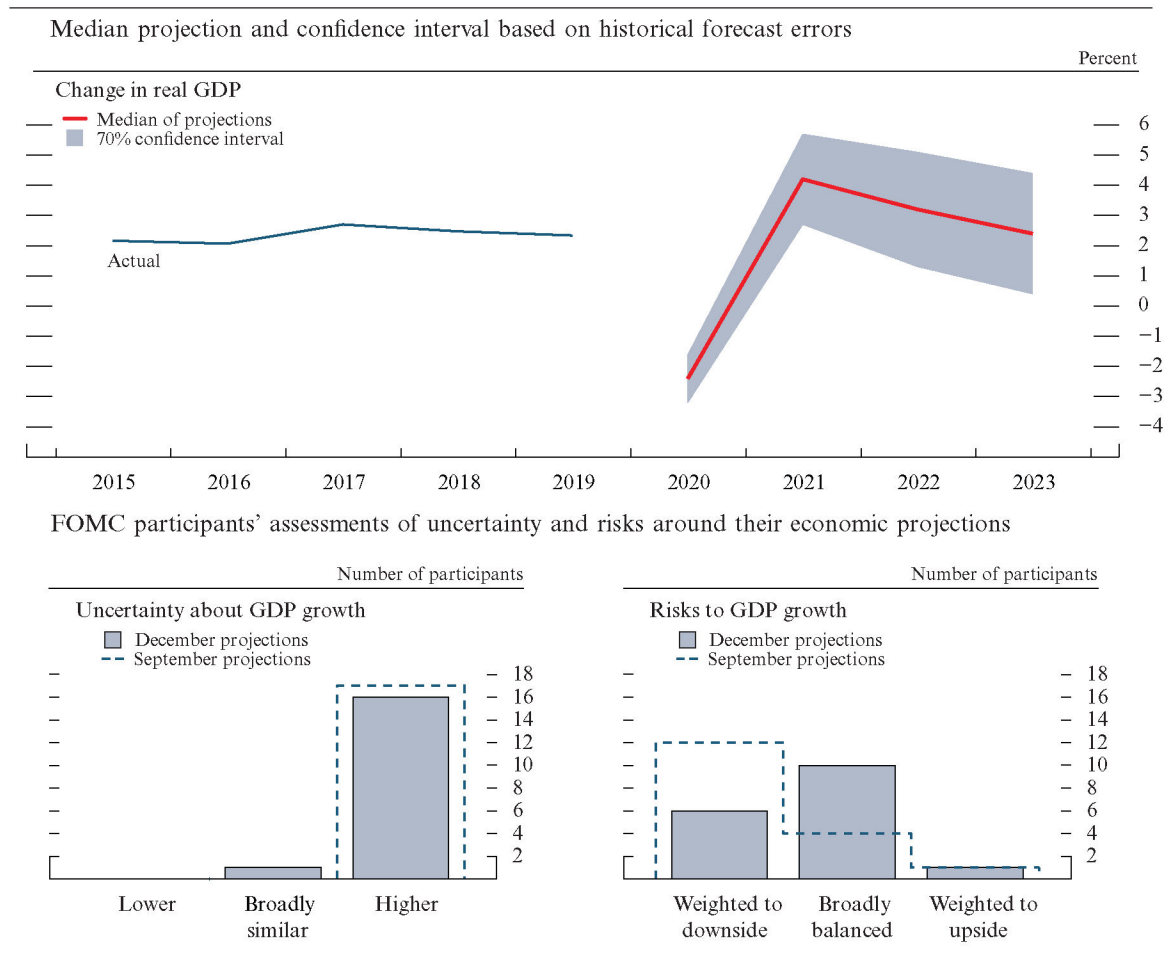 Median projection and confidence interval based on historical forecast errors
Percent
Change in real GDP
Median of projections
70% confidence interval
6
5
4
3
2
1
0
−1
−2
−3
−4
Actual
2015 2016 2017 2018 2019 2020 2021 2022 2023
FOMC participants’ assessments of uncertainty and risks around their economic projections
Number of participants
Uncertainty about GDP growth
December projections
September projections
18
16
14
12
10
8
6
4
2
Lower
Broadly
similar
Higher
Number of participants
Risks to GDP growth
December projections
September projections
18
16
14
12
10
8
6
4
2
Weighted to
downside
Broadly
balanced
Weighted to
upside